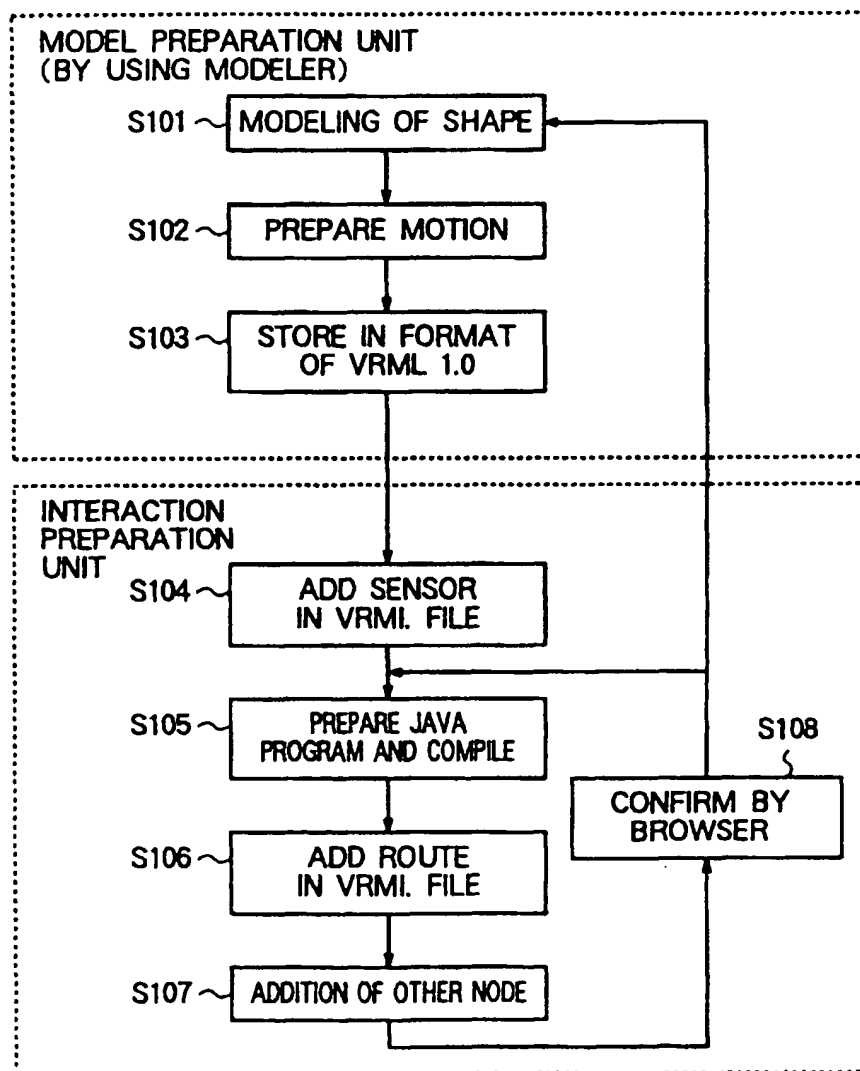 MODEL PREPARATION UNIT
(BY USING MODELER)
S101
MODELING OF SHAPE
S102
PREPARE MOTION
S103
STORE IN FORMAT
OF VRML 1.0
INTERACTION
PREPARATION
UNIT
S104
ADD SENSOR
IN VRMI. FILE
S105
PREPARE JAVA
PROGRAM AND COMPILE
S108
CONFIRM BY
BROWSER
S106
ADD ROUTE
IN VRMI. FILE
S107
ADDITION OF OTHER NODE